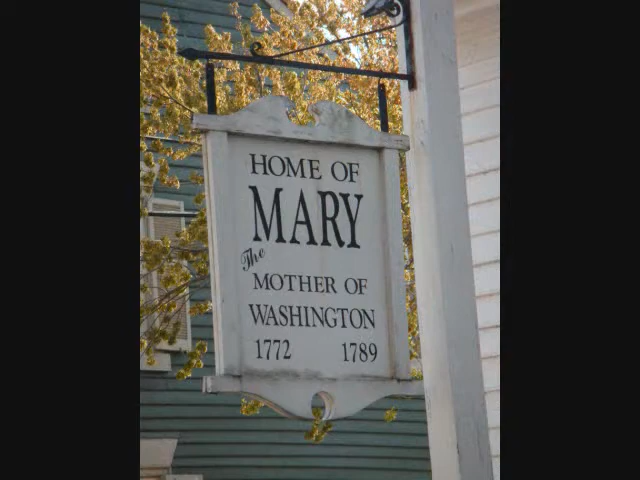 HOME OF
MARY
The
MOTHER OF
WASHINGTON
1772 1789